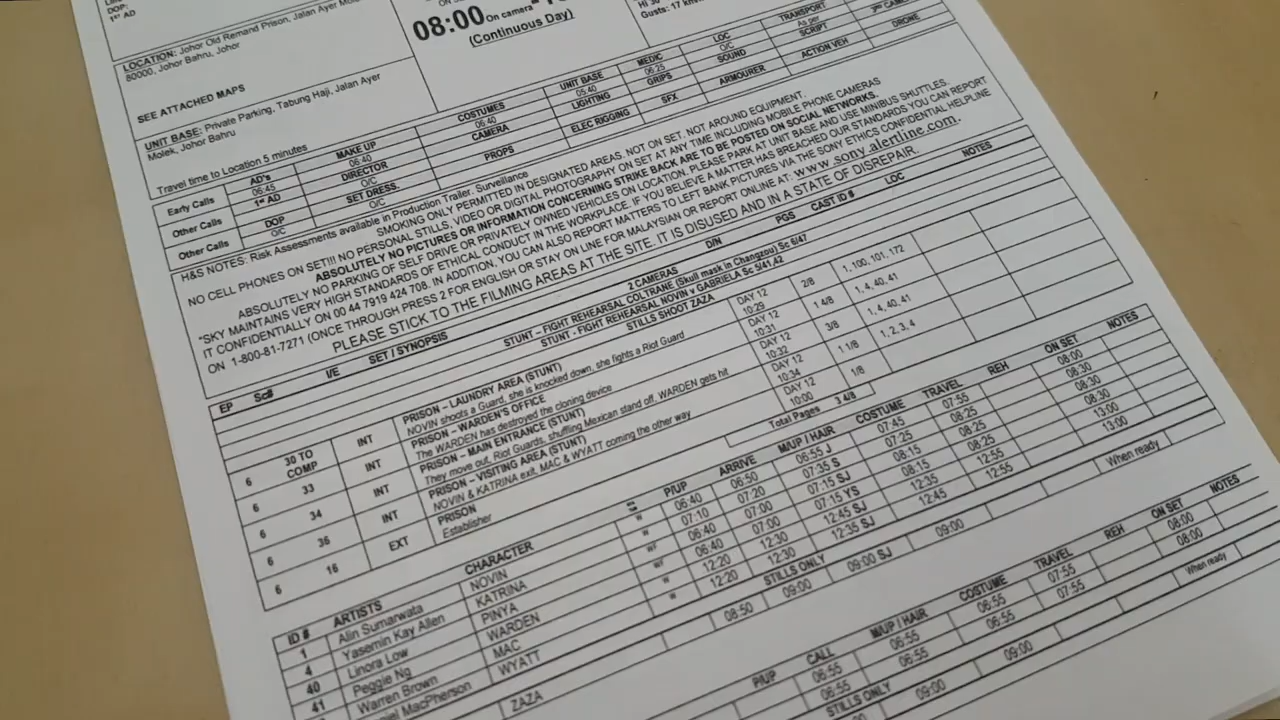 DOP:
1st AD
LOCATION: Johor Old Remand Prison, Jalan Ayer Molek
80000, Johor Bahru, Johor
SEE ATTACHED MAPS
UNIT BASE: Private Parking, Tabung Haji, Jalan Ayer
Molek, Johor Bahru
Travel time to Location 5 minutes
08:00 On camera
(Continuous Day)
Gusts: 17
Early Calls AD's 06:45 MAKE UP 06:40 COSTUMES 06:40 UNIT BASE 05:40 MEDIC 06:25 LOC O/C TRANSPORT As per
Other Calls 1st AD O/C DIRECTOR O/C CAMERA LIGHTING GRIPS SOUND SCRIPT
Other Calls DOP O/C SET DRESS. O/C PROPS ELEC RIGGING SFX ARMOURER ACTION VEH DRONE
H&S NOTES: Risk Assessments available in Production Trailer. Surveillance
SMOKING ONLY PERMITTED IN DESIGNATED AREAS, NOT ON SET. NOT AROUND EQUIPMENT.
NO CELL PHONES ON SET!!! NO PERSONAL STILLS, VIDEO OR DIGITAL PHOTOGRAPHY ON SET AT ANY TIME INCLUDING MOBILE PHONE CAMERAS
ABSOLUTELY NO PICTURES OR INFORMATION CONCERNING STRIKE BACK ARE TO BE POSTED ON SOCIAL NETWORKS.
ABSOLUTELY NO PARKING OF SELF DRIVE OR PRIVATELY OWNED VEHICLES ON LOCATION. PLEASE PARK AT UNIT BASE AND USE MINIBUS SHUTTLES.
*SKY MAINTAINS VERY HIGH STANDARDS OF ETHICAL CONDUCT IN THE WORKPLACE. IF YOU BELIEVE A MATTER HAS BREACHED OUR STANDARDS YOU CAN REPORT
IT CONFIDENTIALLY ON 00 44 7919 424 708. IN ADDITION, YOU CAN ALSO REPORT MATTERS TO LEFT BANK PICTURES VIA THE SONY ETHICS CONFIDENTIAL HELPLINE
ON 1-800-81-7271 (ONCE THROUGH PRESS 2 FOR ENGLISH OR STAY ON LINE FOR MALAYSIAN OR REPORT ONLINE AT: www.sony.alertline.com.
PLEASE STICK TO THE FILMING AREAS AT THE SITE. IT IS DISUSED AND IN A STATE OF DISREPAIR.
EP Sc# I/E SET / SYNOPSIS D/N PGS CAST ID # LOC NOTES
2 CAMERAS
STUNT – FIGHT REHEARSAL COLTRANE (Skull mask in Changzou) Sc 6/47
STUNT - FIGHT REHEARSAL NOVIN v GABRIELA Sc 5/41,42
STILLS SHOOT ZAZA
6 30 TO COMP INT PRISON – LAUNDRY AREA (STUNT) DAY 12 10:29 2/8 1, 100, 101, 172
NOVIN shoots a Guard, she is knocked down, she fights a Riot Guard
6 33 INT PRISON – WARDEN'S OFFICE DAY 12 10:31 1 4/8 1, 4, 40, 41
The WARDEN has destroyed the cloning device
6 34 INT PRISON – MAIN ENTRANCE (STUNT) DAY 12 10:32 3/8 1, 4, 40, 41
They move out, Riot Guards, shuffling Mexican stand off, WARDEN gets hit
6 36 INT PRISON – VISITING AREA (STUNT) DAY 12 10:34 1 1/8 1, 2, 3, 4
NOVIN & KATRINA exit, MAC & WYATT coming the other way
6 16 EXT PRISON DAY 12 10:00 1/8
Establisher
Total Pages 3 4/8
ID # ARTISTS CHARACTER P/UP ARRIVE M/UP / HAIR COSTUME TRAVEL REH ON SET NOTES
1 Alin Sumarwata NOVIN W 06:40 06:50 06:55 J 07:45 07:55 08:00
4 Yasemin Kay Allen KATRINA 07:10 07:20 07:35 S 07:25 08:25 08:30
40 Linora Low PINYA WF 06:40 07:00 07:15 SJ 08:15 08:25 08:30
41 Peggie Ng WARDEN WF 06:40 07:00 07:15 YS 08:15
Warren Brown MAC W 12:20 12:30 12:45 SJ 12:35 12:55 13:00
MacPherson WYATT W 12:20 12:30 12:35 SJ 12:45 12:55 13:00
ZAZA 08:50 09:00 09:00 SJ 09:00 When ready
STILLS ONLY
P/UP CALL M/UP / HAIR COSTUME TRAVEL REH ON SET NOTES
06:55 06:55 06:55 07:55 08:00
06:55 06:55 06:55 07:55 08:00
STILLS ONLY 09:00 09:00 When ready